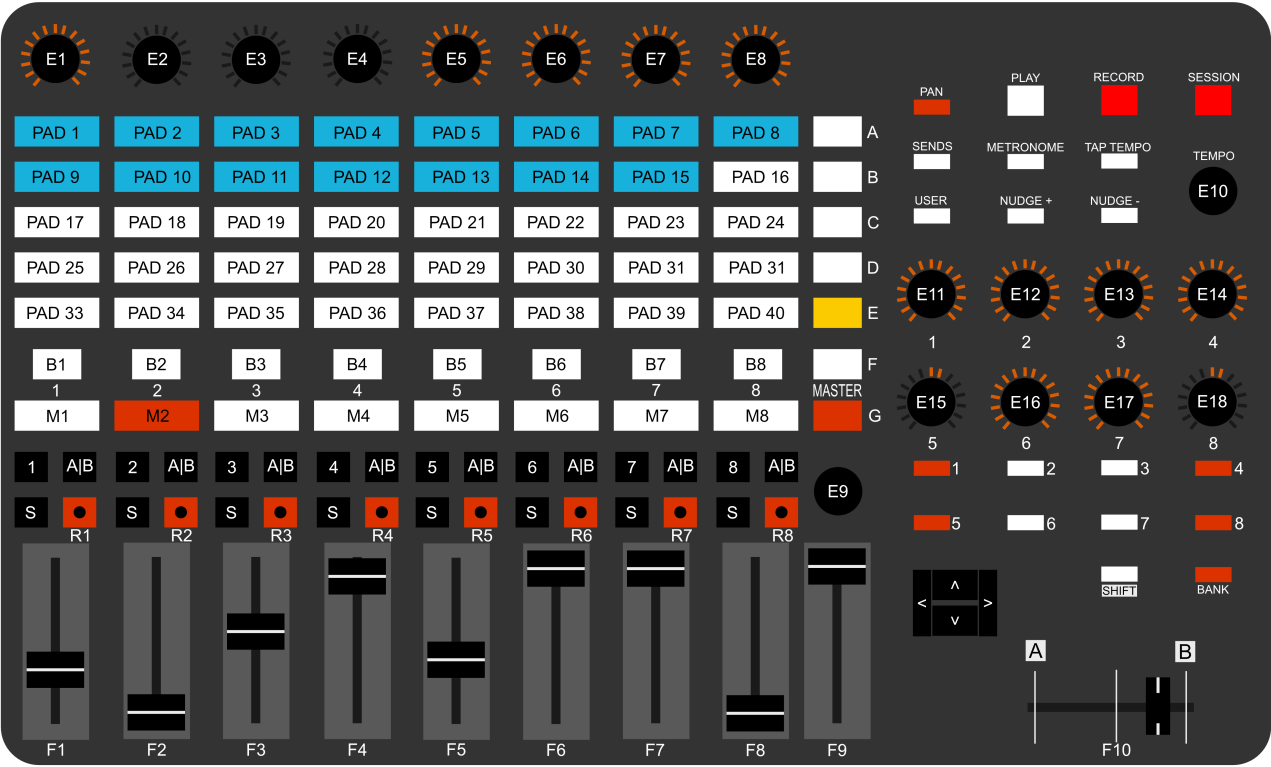 E1 E2 E3 E4 E5 E6 E7 E8
PLAY RECORD SESSION
PAN
PAD 1 PAD 2 PAD 3 PAD 4 PAD 5 PAD 6 PAD 7 PAD 8 A
SENDS METRONOME TAP TEMPO TEMPO
PAD 9 PAD 10 PAD 11 PAD 12 PAD 13 PAD 14 PAD 15 PAD 16 B
E10
USER NUDGE + NUDGE -
PAD 17 PAD 18 PAD 19 PAD 20 PAD 21 PAD 22 PAD 23 PAD 24 C
PAD 25 PAD 26 PAD 27 PAD 28 PAD 29 PAD 30 PAD 31 PAD 31 D
E11 E12 E13 E14
PAD 33 PAD 34 PAD 35 PAD 36 PAD 37 PAD 38 PAD 39 PAD 40 E
1 2 3 4
B1 B2 B3 B4 B5 B6 B7 B8 F
1 2 3 4 5 6 7 8 MASTER
E15 E16 E17 E18
M1 M2 M3 M4 M5 M6 M7 M8 G
5 6 7 8
1 A|B 2 A|B 3 A|B 4 A|B 5 A|B 6 A|B 7 A|B 8 A|B
1 2 3 4
E9
S S S S S S S S
5 6 7 8
R1 R2 R3 R4 R5 R6 R7 R8
SHIFT BANK
^
< >
v
A B
F1 F2 F3 F4 F5 F6 F7 F8 F9 F10